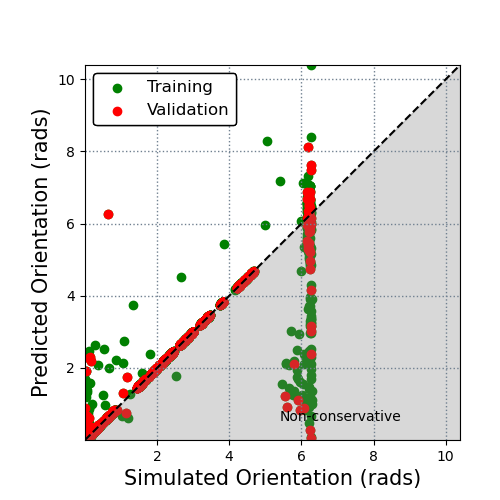 Training
Validation
10
8
6
4
2
Predicted Orientation (rads)
Non-conservative
2
4
6
8
10
Simulated Orientation (rads)